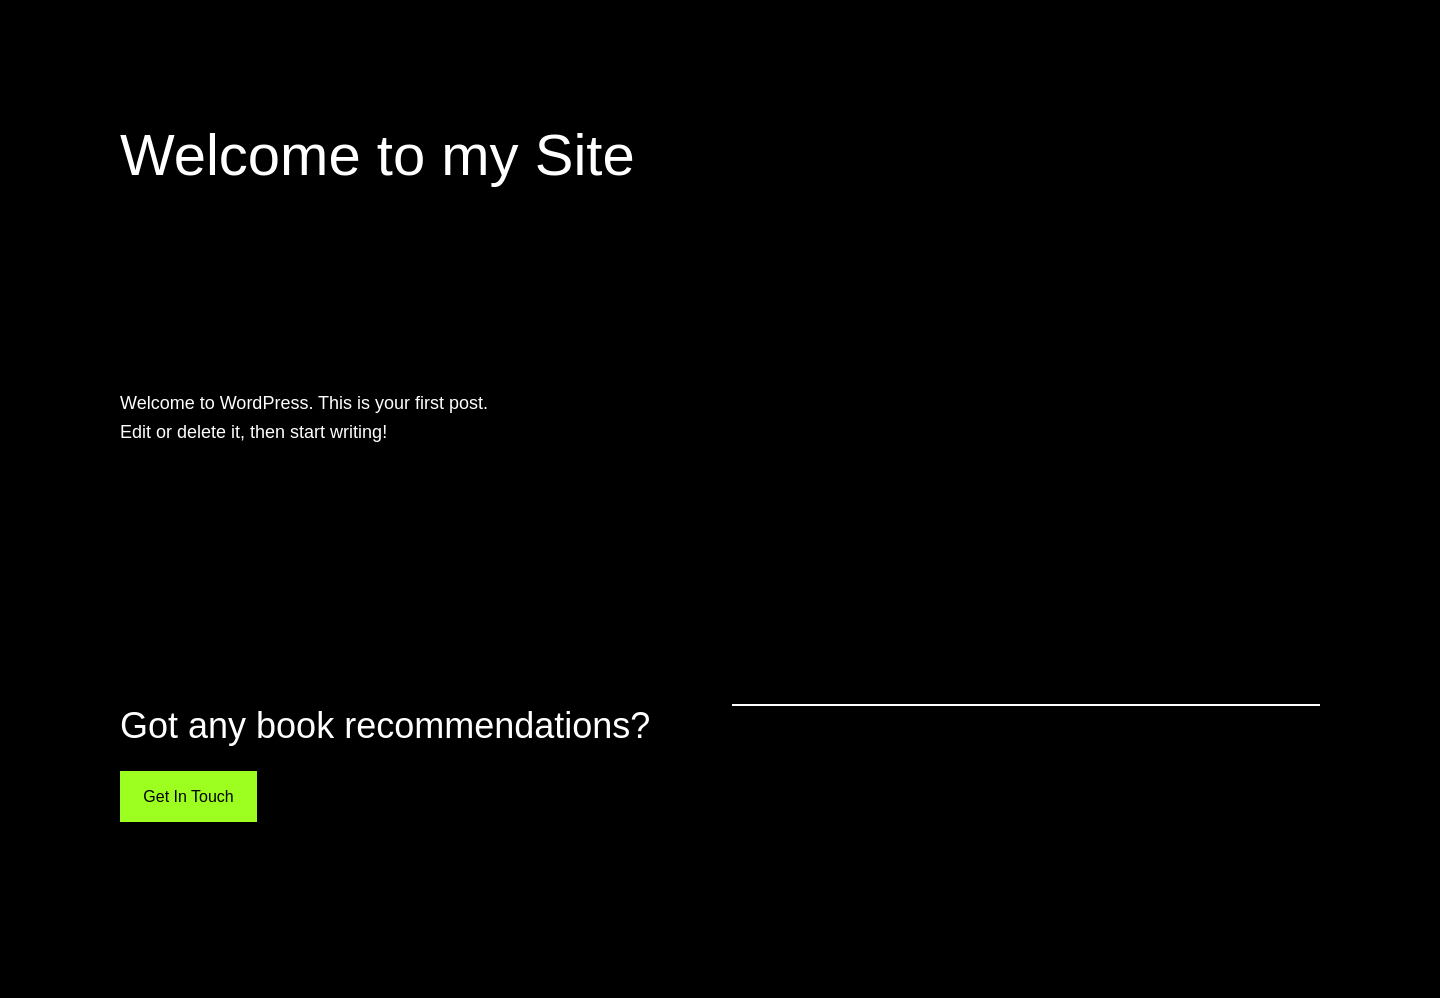 Welcome to my Site
Welcome to WordPress. This is your first post.
Edit or delete it, then start writing!
Got any book recommendations?
Get In Touch